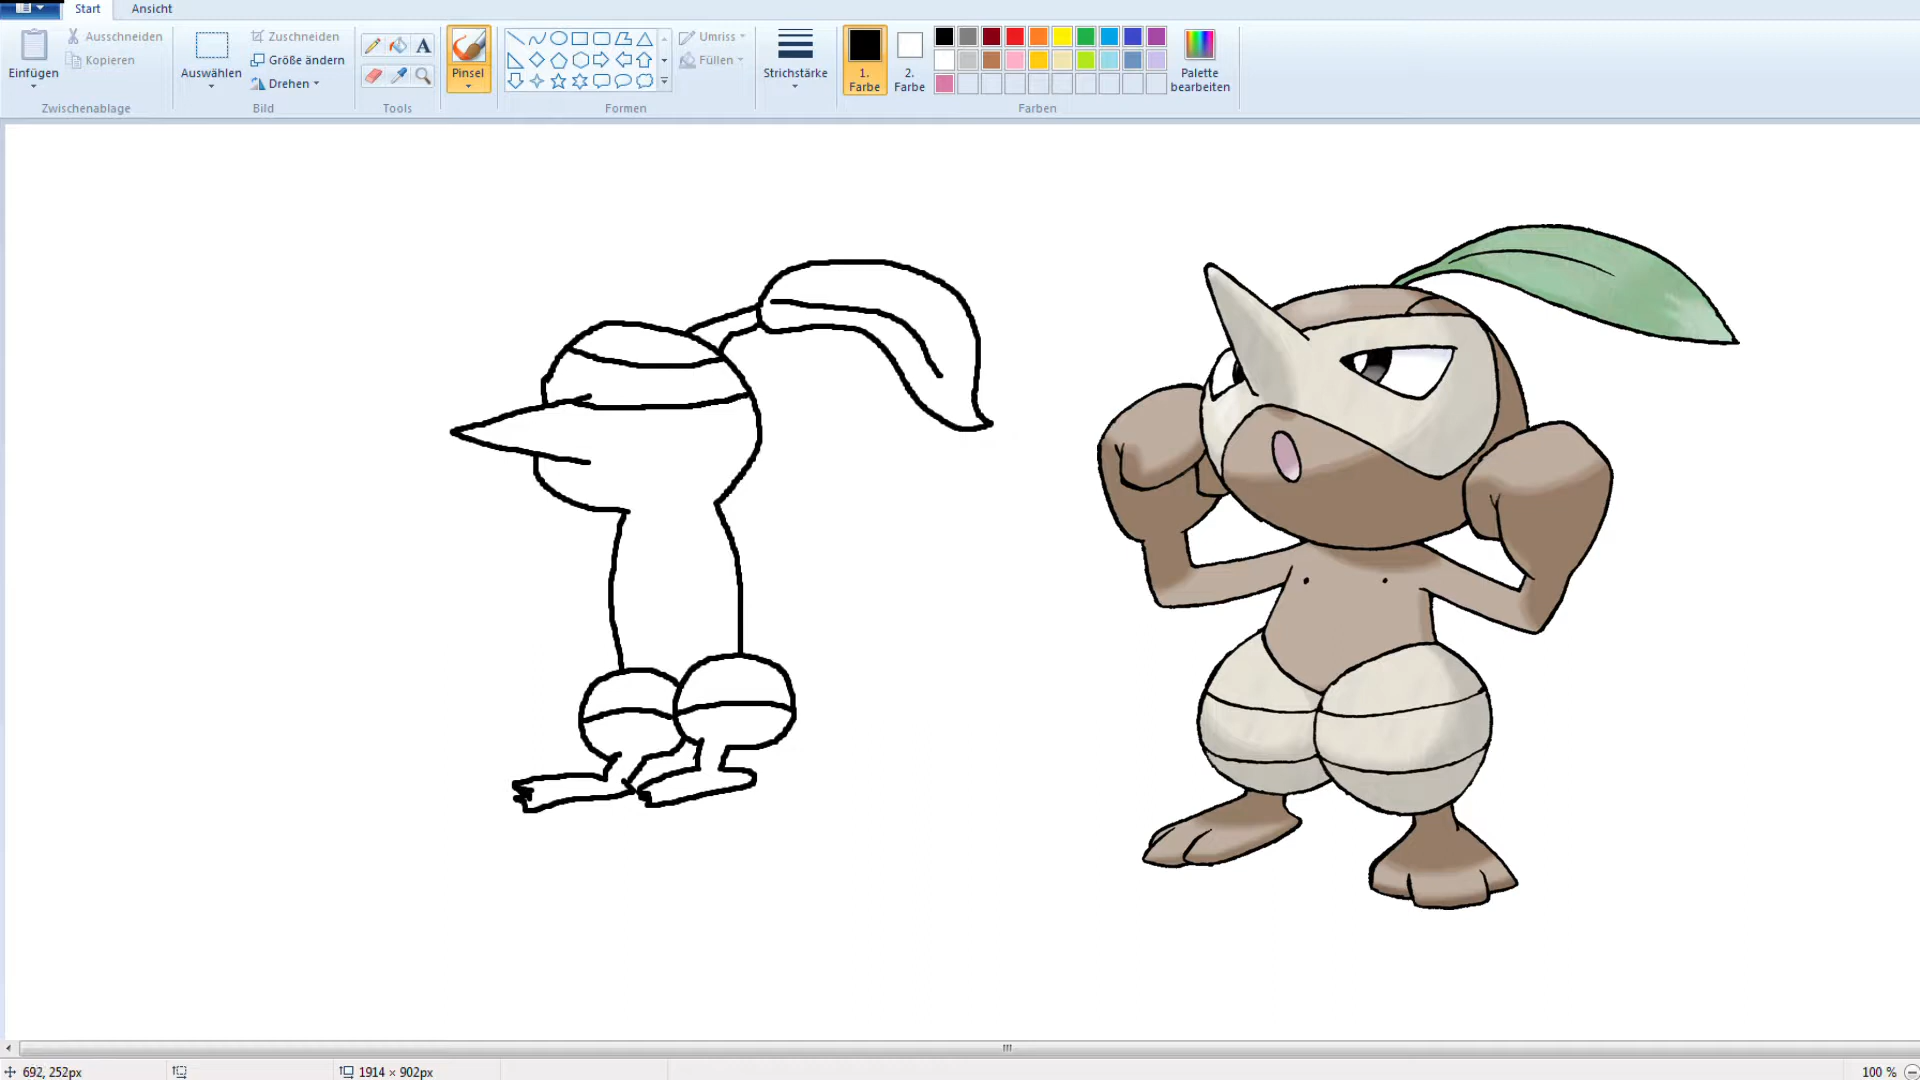 Start Ansicht
Einfügen
Ausschneiden
Kopieren
Zwischenablage
Auswählen
Zuschneiden
Größe ändern
Drehen
Bild
A
Tools
Pinsel
Umriss
Füllen
Formen
Strichstärke
1.
Farbe
2.
Farbe
Palette
bearbeiten
Farben
692, 252px
1914 × 902px
100 %